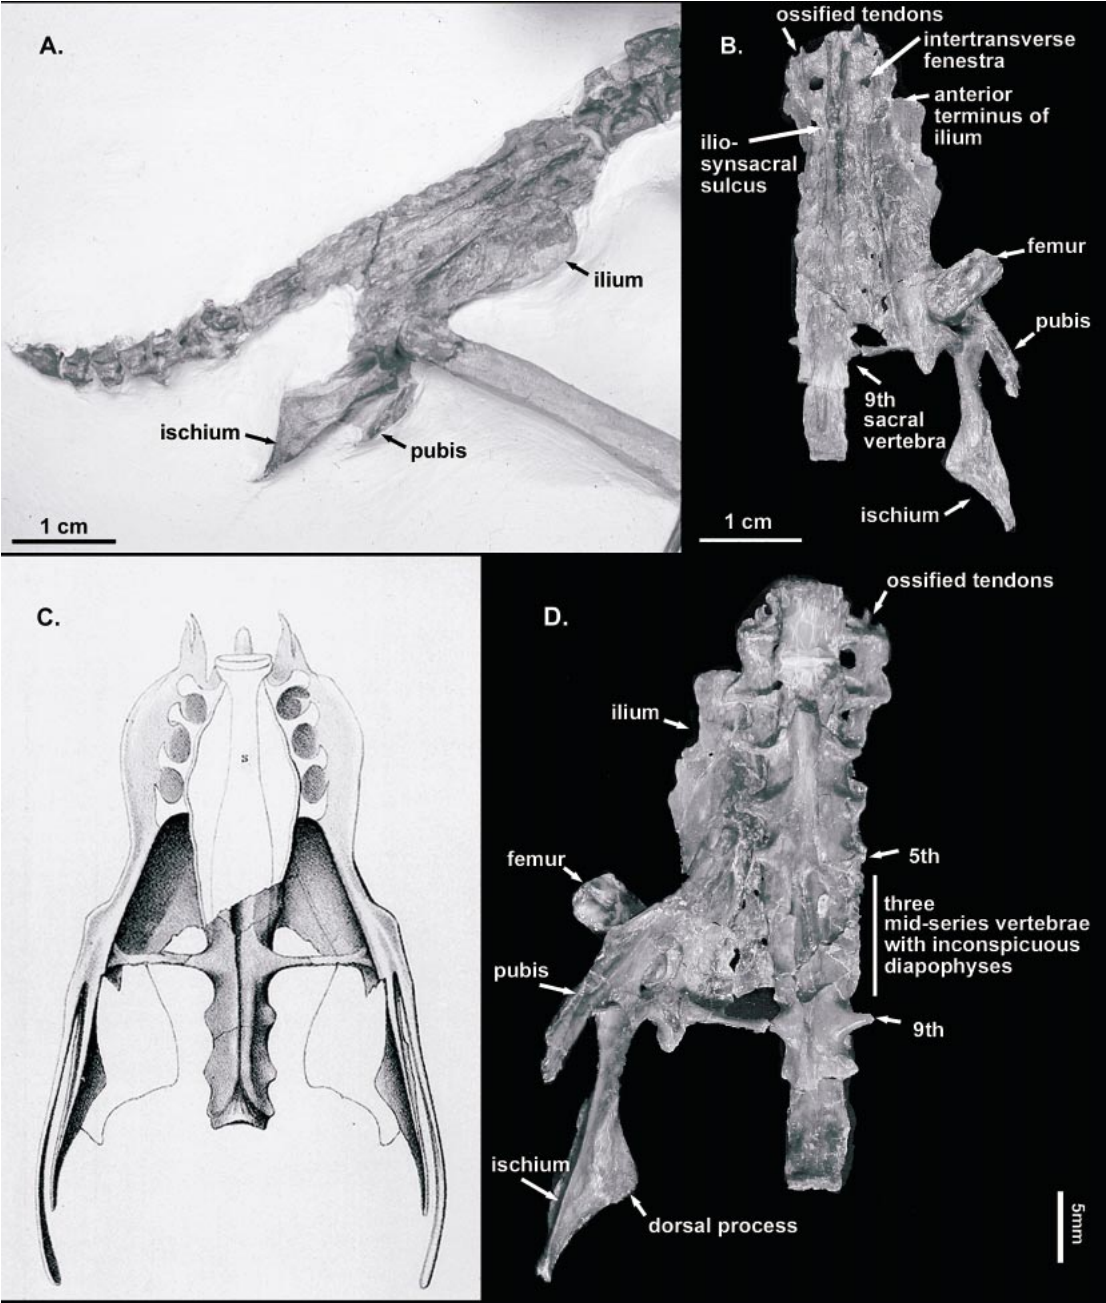 A.
ilium
ischium
pubis
1 cm
B.
ossified tendons
intertransverse
fenestra
anterior
terminus of
ilium
ilio-
synsacral
sulcus
femur
pubis
9th
sacral
vertebra
ischium
1 cm
C.
s
D.
ossified tendons
ilium
5th
femur
three
mid-series vertebrae
with inconspicuous
diapophyses
pubis
9th
ischium
dorsal process
5mm